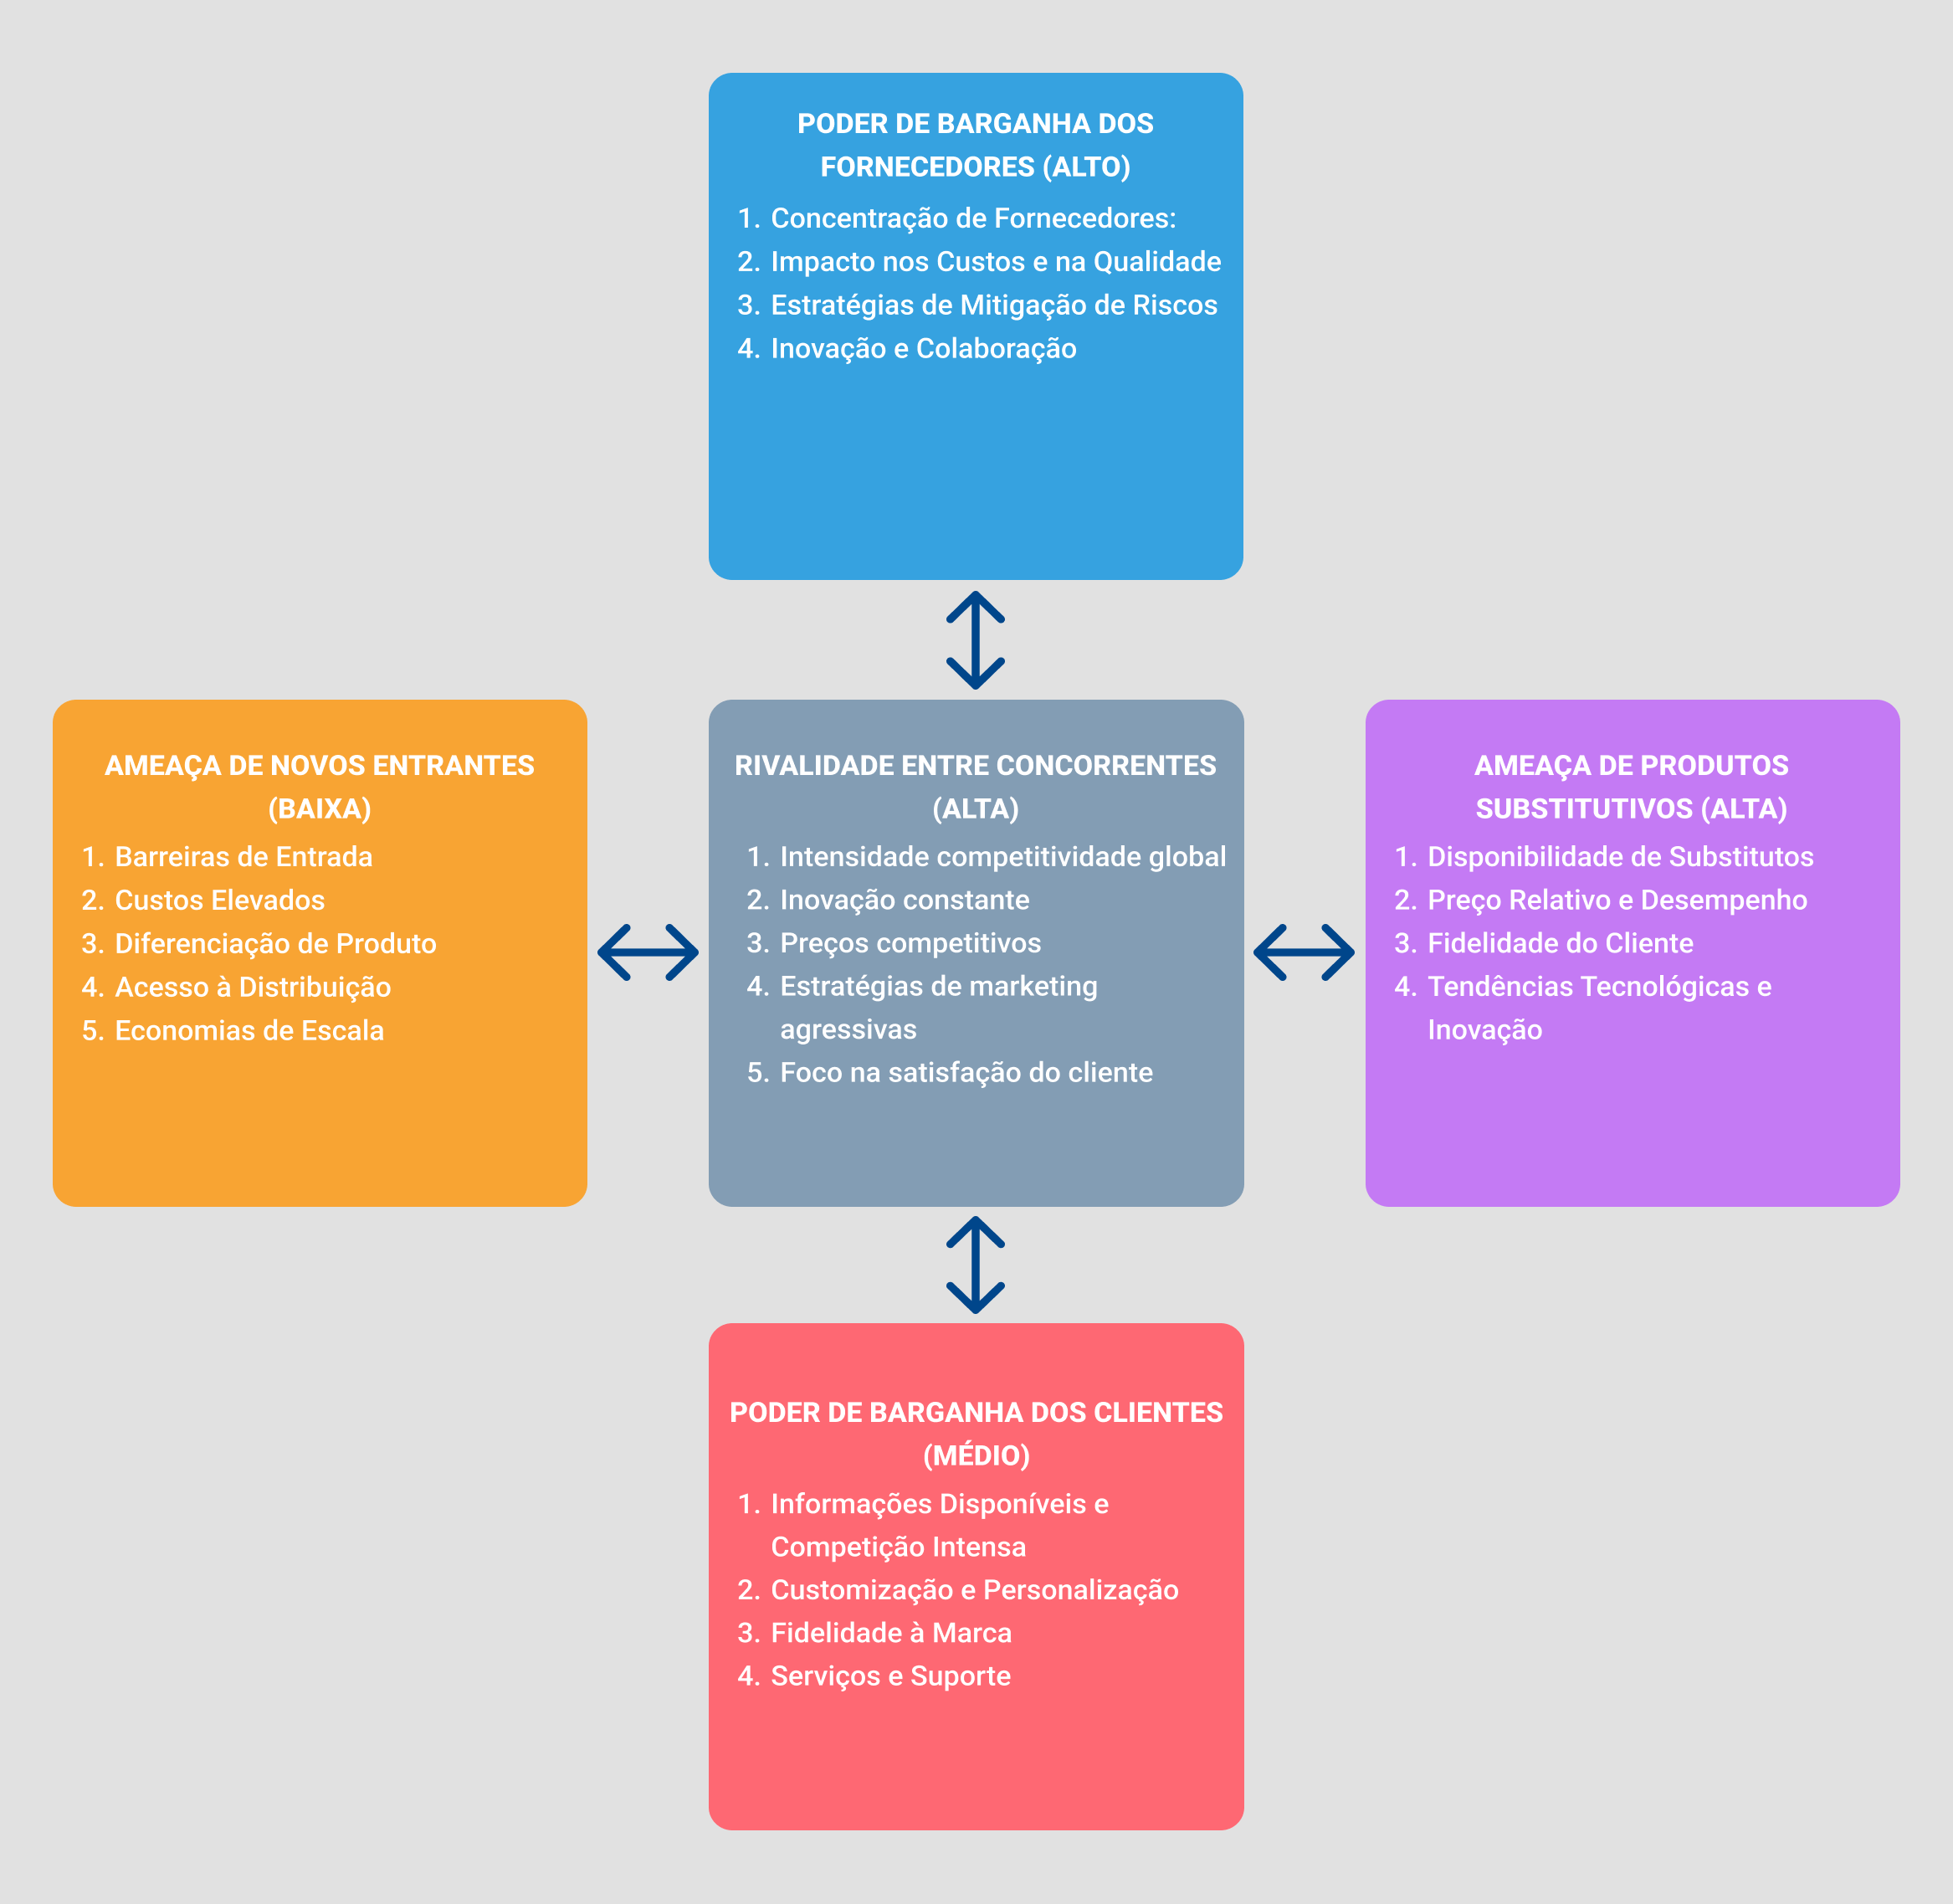 PODER DE BARGANHA DOS
FORNECEDORES (ALTO)
1. Concentração de Fornecedores:
2. Impacto nos Custos e na Qualidade
3. Estratégias de Mitigação de Riscos
4. Inovação e Colaboração
AMEAÇA DE NOVOS ENTRANTES
(BAIXA)
1. Barreiras de Entrada
2. Custos Elevados
3. Diferenciação de Produto
4. Acesso à Distribuição
5. Economias de Escala
RIVALIDADE ENTRE CONCORRENTES
(ALTA)
1. Intensidade competitividade global
2. Inovação constante
3. Preços competitivos
4. Estratégias de marketing
agressivas
5. Foco na satisfação do cliente
AMEAÇA DE PRODUTOS
SUBSTITUTIVOS (ALTA)
1. Disponibilidade de Substitutos
2. Preço Relativo e Desempenho
3. Fidelidade do Cliente
4. Tendências Tecnológicas e
Inovação
PODER DE BARGANHA DOS CLIENTES
(MÉDIO)
1. Informações Disponíveis e
Competição Intensa
2. Customização e Personalização
3. Fidelidade à Marca
4. Serviços e Suporte